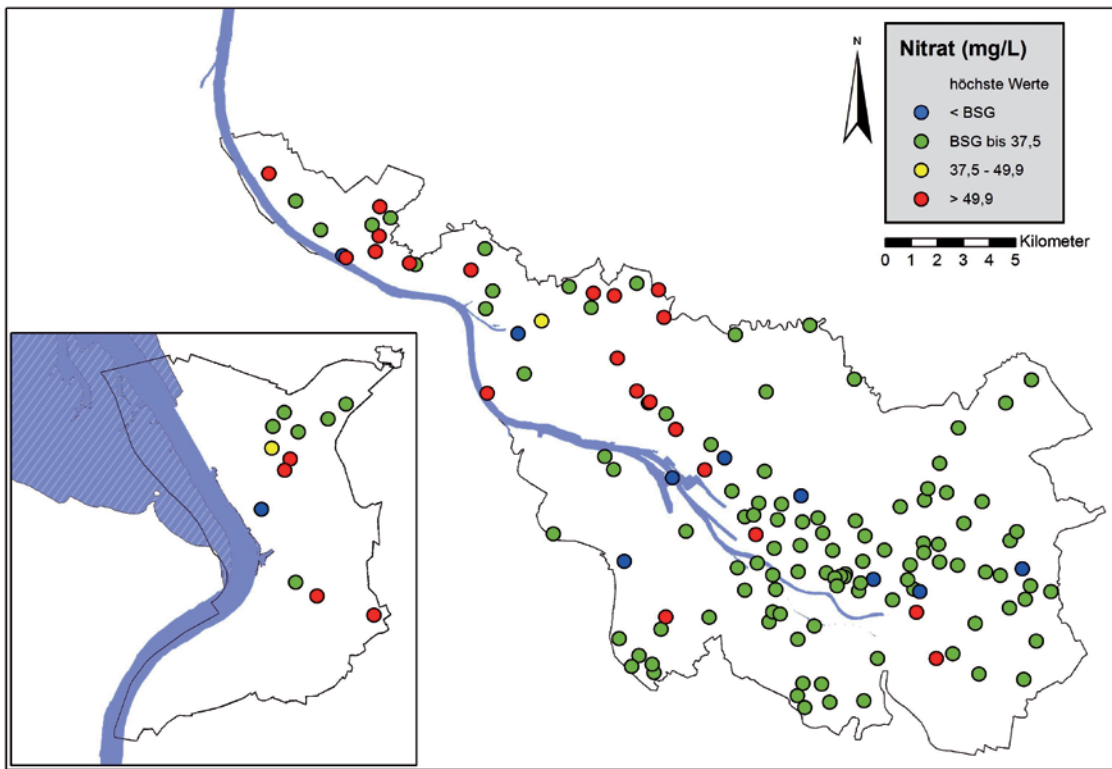 Nitrat (mg/L)
höchste Werte
< BSG
BSG bis 37,5
37,5 - 49,9
> 49,9
N
Kilometer
0 1 2 3 4 5